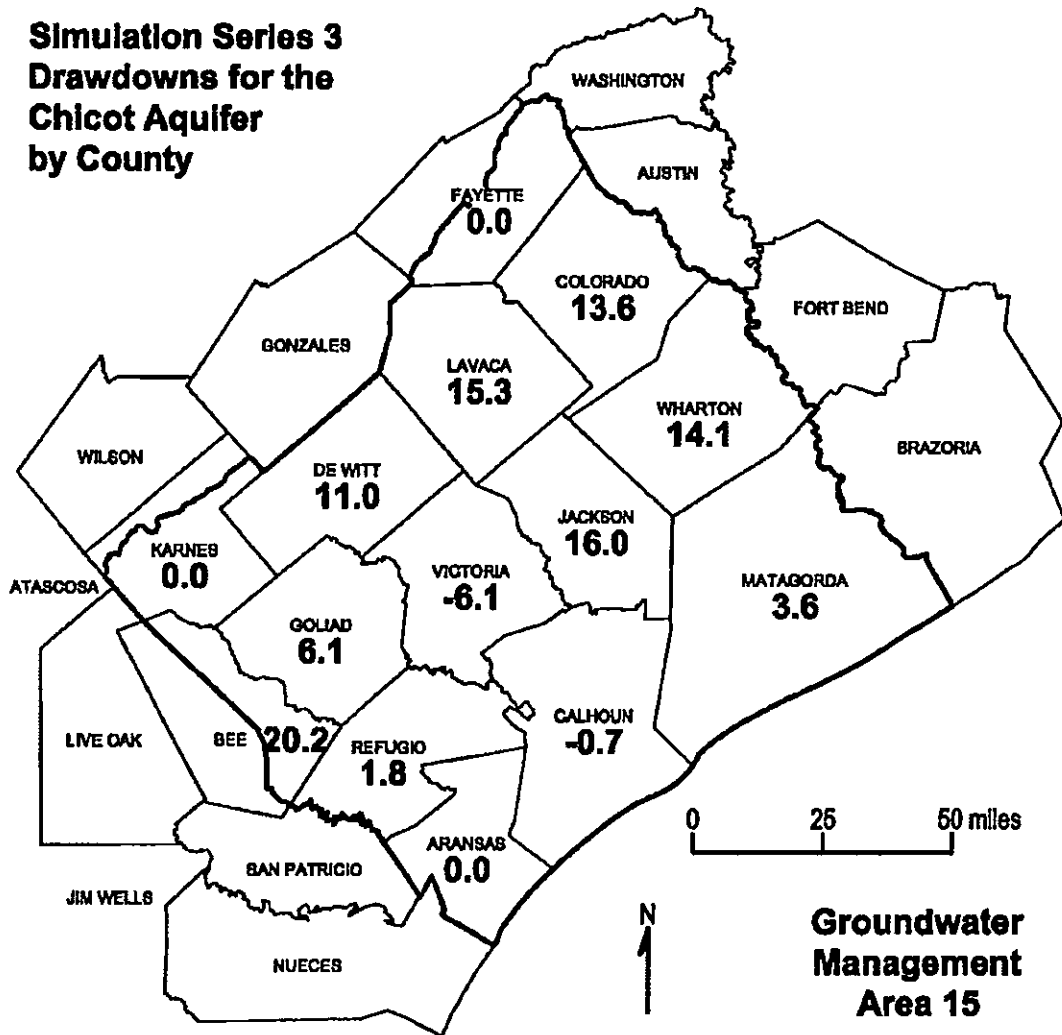 Simulation Series 3
Drawdowns for the
Chicot Aquifer
by County
WASHINGTON
AUSTIN
FAYETTE
0.0
COLORADO
13.6
FORT BEND
GONZALES
LAVACA
15.3
WHARTON
14.1
BRAZORIA
WILSON
DE WITT
11.0
JACKSON
16.0
KARNES
0.0
VICTORIA
-6.1
MATAGORDA
3.6
ATASCOSA
GOLIAD
6.1
LIVE OAK
BEE 20.2
REFUGIO
1.8
CALHOUN
-0.7
ARANSAS
0.0
SAN PATRICIO
JIM WELLS
NUECES
0 25 50 miles
N
Groundwater
Management
Area 15